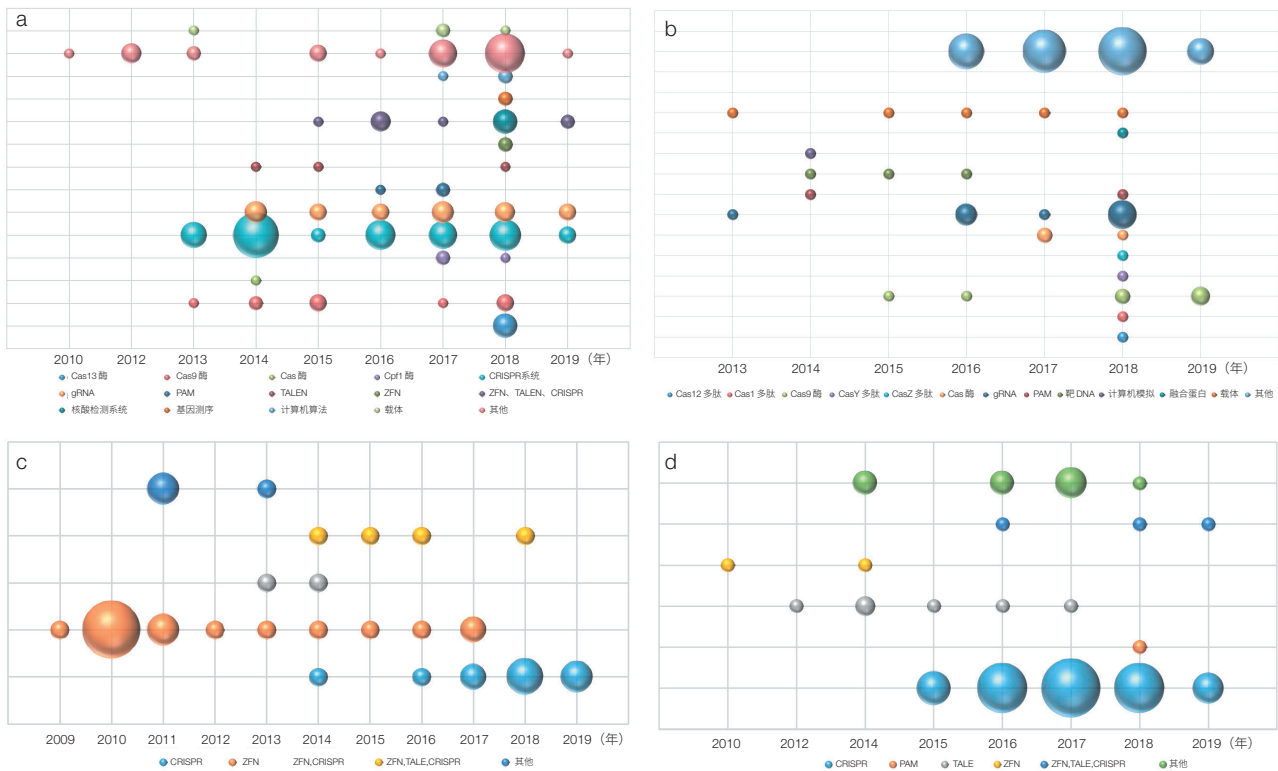 a
2010 2012 2013 2014 2015 2016 2017 2018 2019 (年)
Cas13 酶 Cas9 酶 Cas 酶 Cpf1 酶 CRISPR系统
gRNA PAM TALEN ZFN ZFN、TALEN、CRISPR
核酸检测系统 基因测序 计算机算法 载体 其他
b
2013 2014 2015 2016 2017 2018 2019 (年)
Cas12 多肽 Cas1 多肽 Cas9 酶 CasY 多肽 CasZ 多肽 Cas 酶 gRNA PAM 靶 DNA 计算机模拟 融合蛋白 载体 其他
c
2009 2010 2011 2012 2013 2014 2015 2016 2017 2018 2019 (年)
CRISPR ZFN ZFN,CRISPR ZFN,TALE,CRISPR 其他
d
2010 2012 2014 2015 2016 2017 2018 2019 (年)
CRISPR PAM TALE ZFN ZFN,TALE,CRISPR 其他